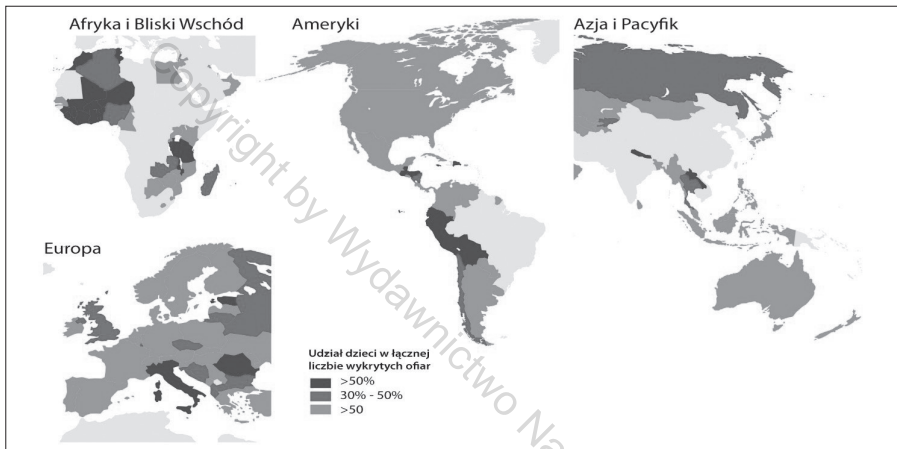 Afryka i Bliski Wschód
Ameryki
Azja i Pacyfik
Europa
Udział dzieci w łącznej
liczbie wykrytych ofiar
>50%
30% - 50%
>50
Copyright by Wydawnictwo Na